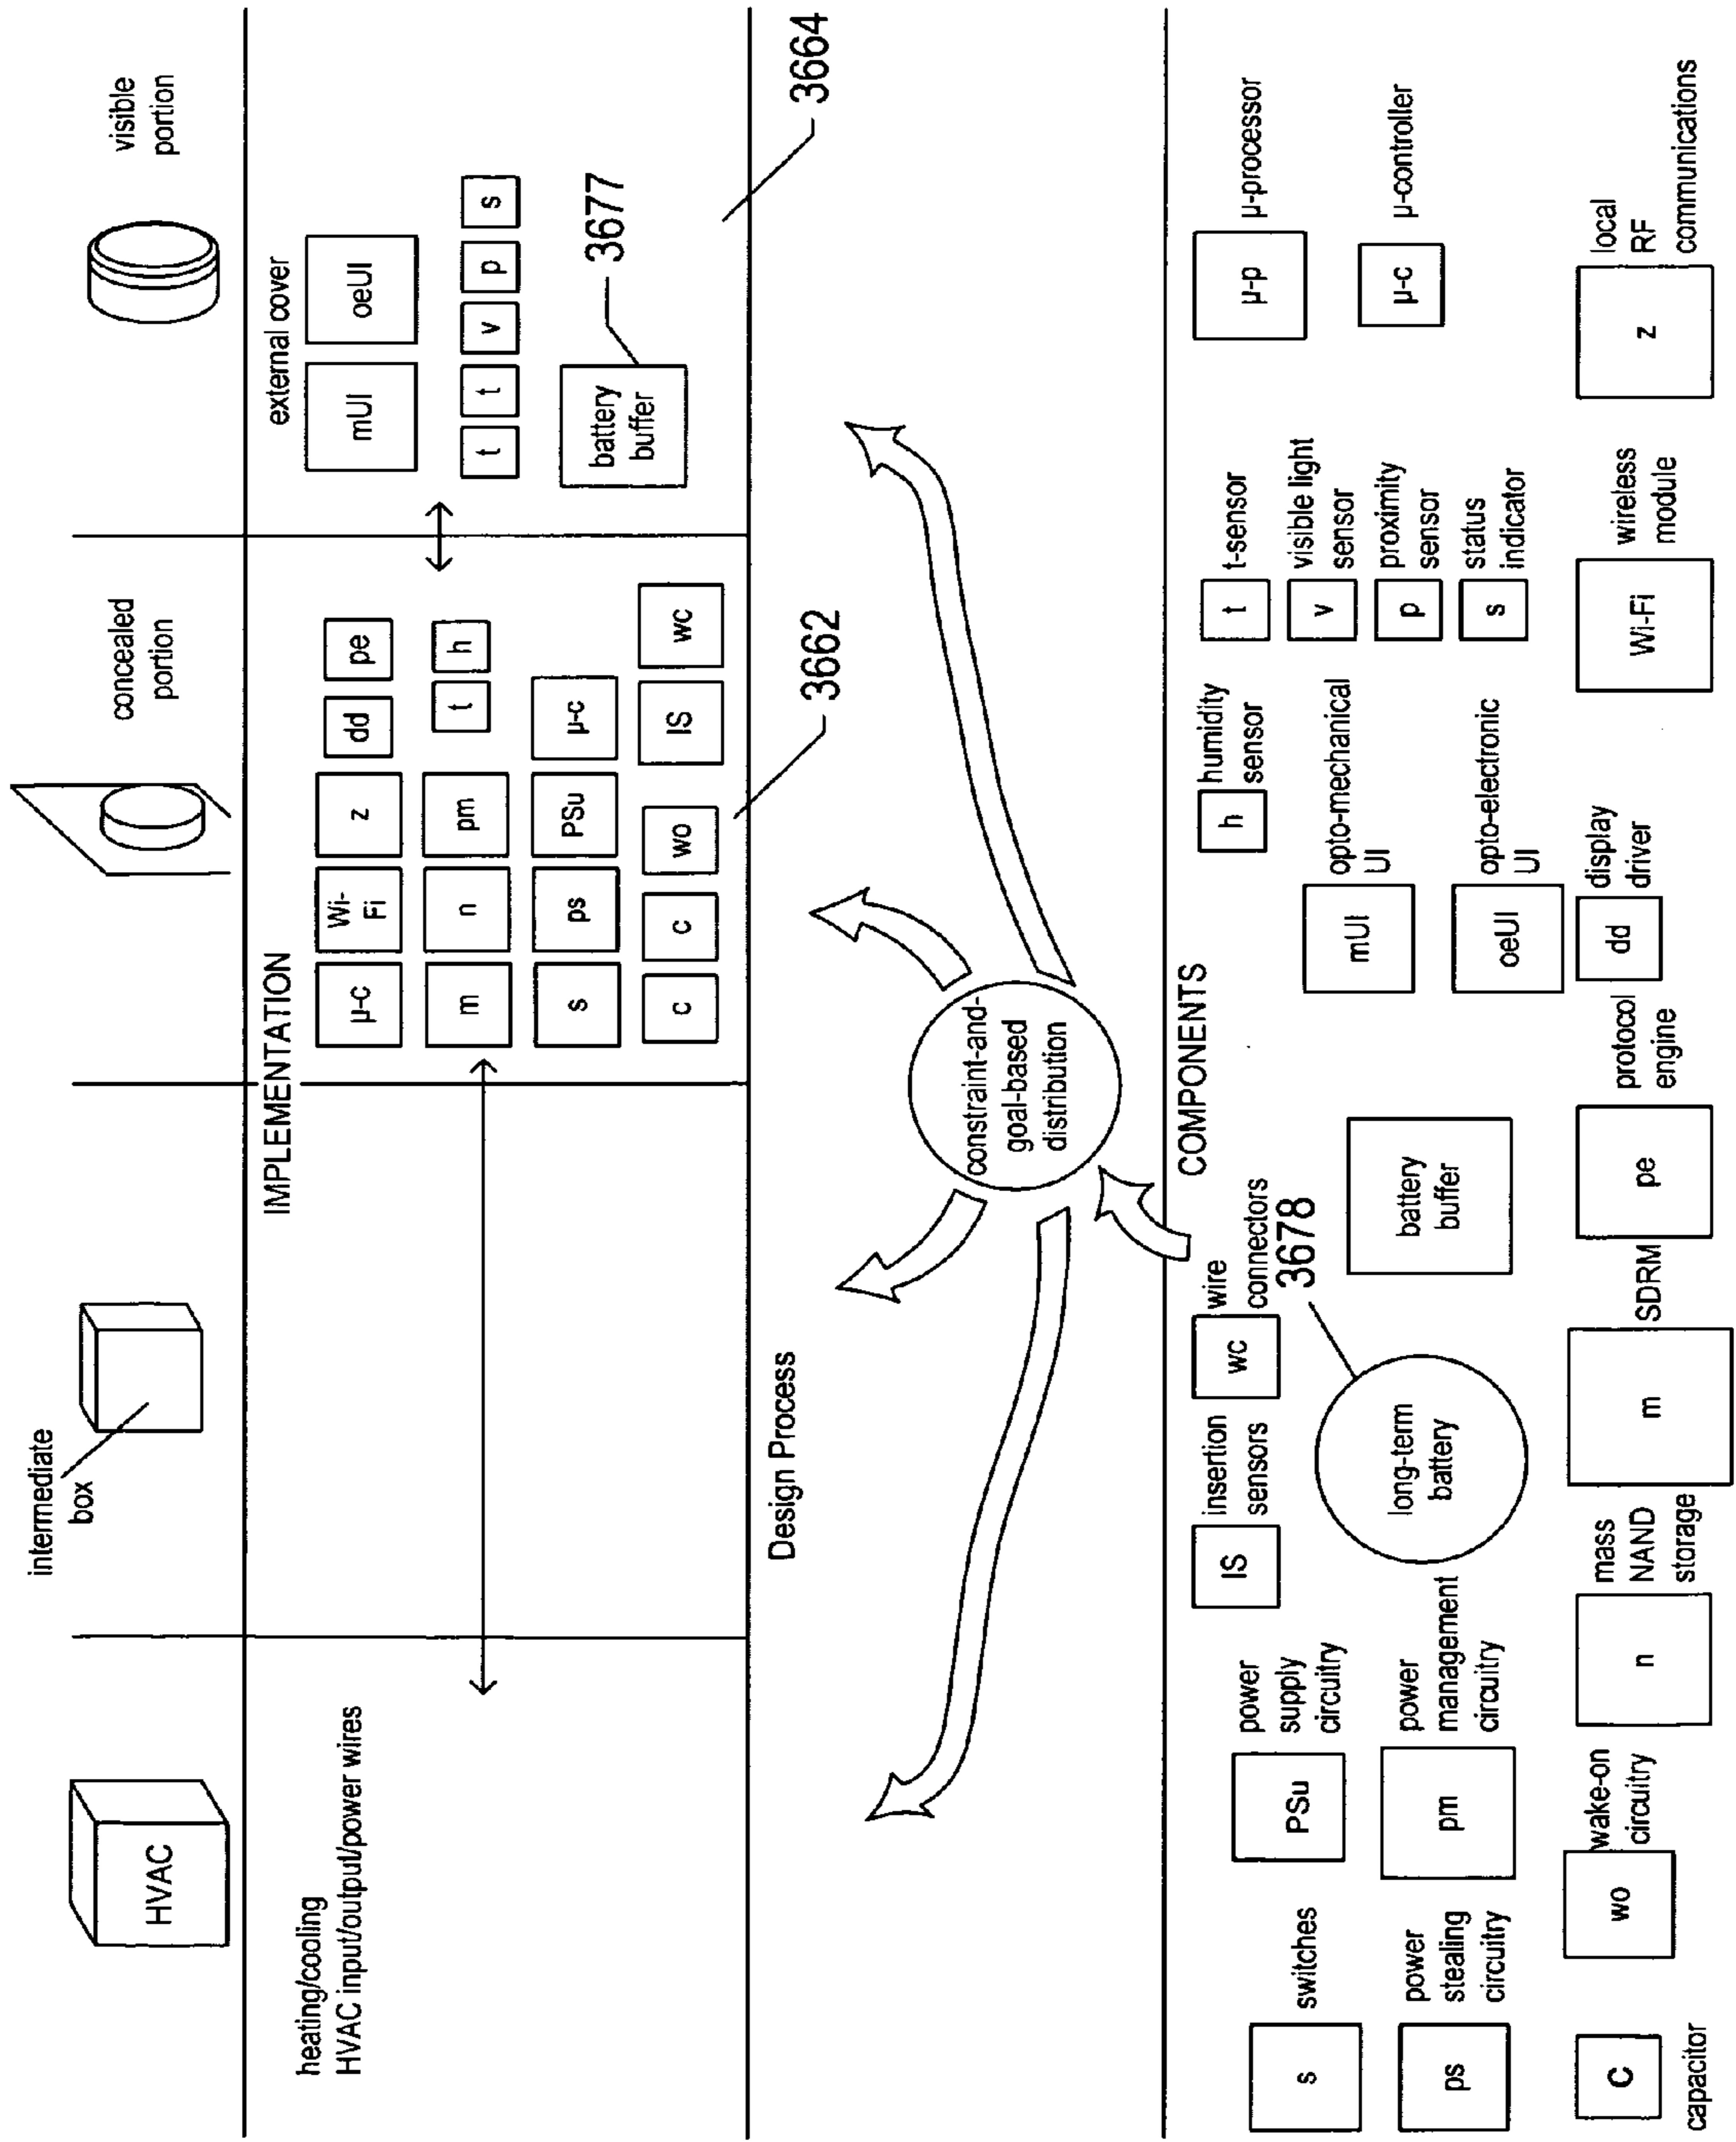 HVAC
intermediate
box
concealed
portion
visible
portion
IMPLEMENTATION
heating/cooling
HVAC input/output/power wires
μ-c
Wi-
Fi
z
dd
pe
m
n
pm
t
h
s
ps
PSu
μ-c
c
c
wo
IS
wc
3662
external cover
mUI
oeUI
t
t
v
p
s
battery
buffer
3677
3664
Design Process
constraint-and-
goal-based
distribution
COMPONENTS
s
switches
PSu
power
supply
circuitry
IS
insertion
sensors
wc
wire
connectors
3678
h
humidity
sensor
t
t-sensor
v
visible light
sensor
p
proximity
sensor
s
status
indicator
μ-p
μ-processor
μ-c
μ-controller
ps
power
stealing
circuitry
pm
power
management
circuitry
long-term
battery
battery
buffer
mUI
opto-mechanical
UI
oeUI
opto-electronic
UI
C
capacitor
wo
wake-on
circuitry
n
mass
NAND
storage
m
SDRM
pe
protocol
engine
dd
display
driver
Wi-Fi
wireless
module
z
local
RF
communications